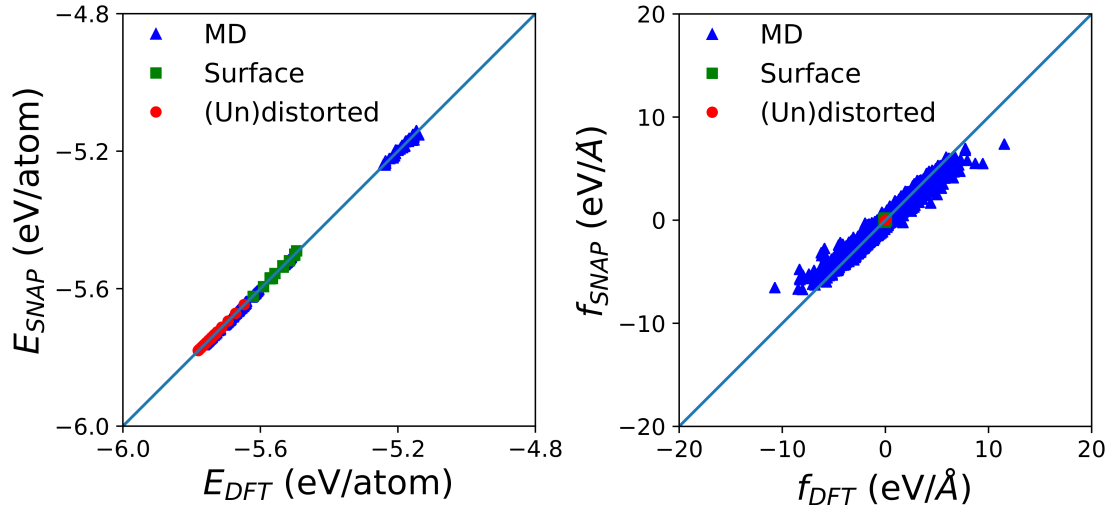 −4.8
−5.2
−5.6
−6.0
E_SNAP (eV/atom)
MD
Surface
(Un)distorted
−6.0 −5.6 −5.2 −4.8
E_DFT (eV/atom)
20
10
0
−10
−20
f_SNAP (eV/Å)
MD
Surface
(Un)distorted
−20 −10 0 10 20
f_DFT (eV/Å)